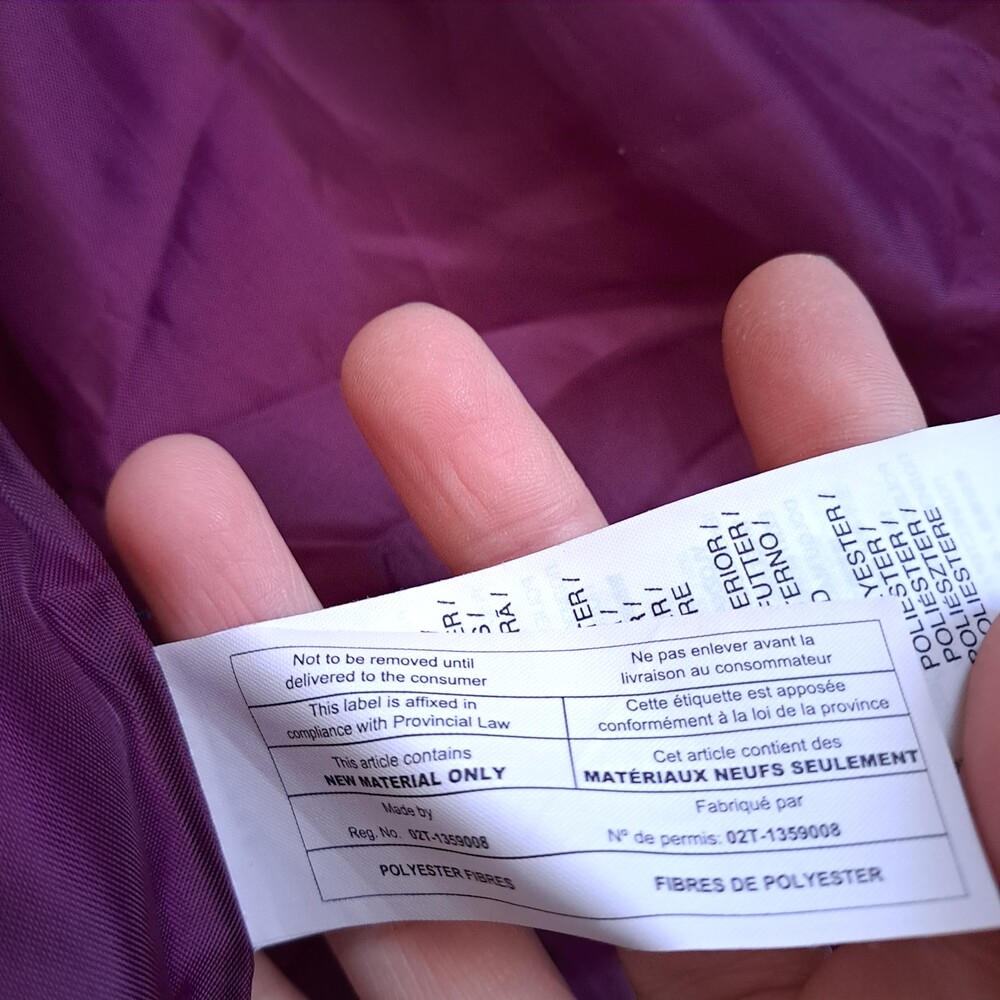 Not to be removed until
delivered to the consumer
Ne pas enlever avant la
livraison au consommateur
This label is affixed in
compliance with Provincial Law
Cette étiquette est apposée
conformément à la loi de la province
This article contains
NEW MATERIAL ONLY
Cet article contient des
MATÉRIAUX NEUFS SEULEMENT
Made by
Reg. No. 02T-1359008
Fabriqué par
Nº de permis: 02T-1359008
POLYESTER FIBRES
FIBRES DE POLYESTER
ERIOR/
FUTTER/
TERNO/
YESTER/
POLIESTER/
POLIÉSZTER/
POLIESTERE